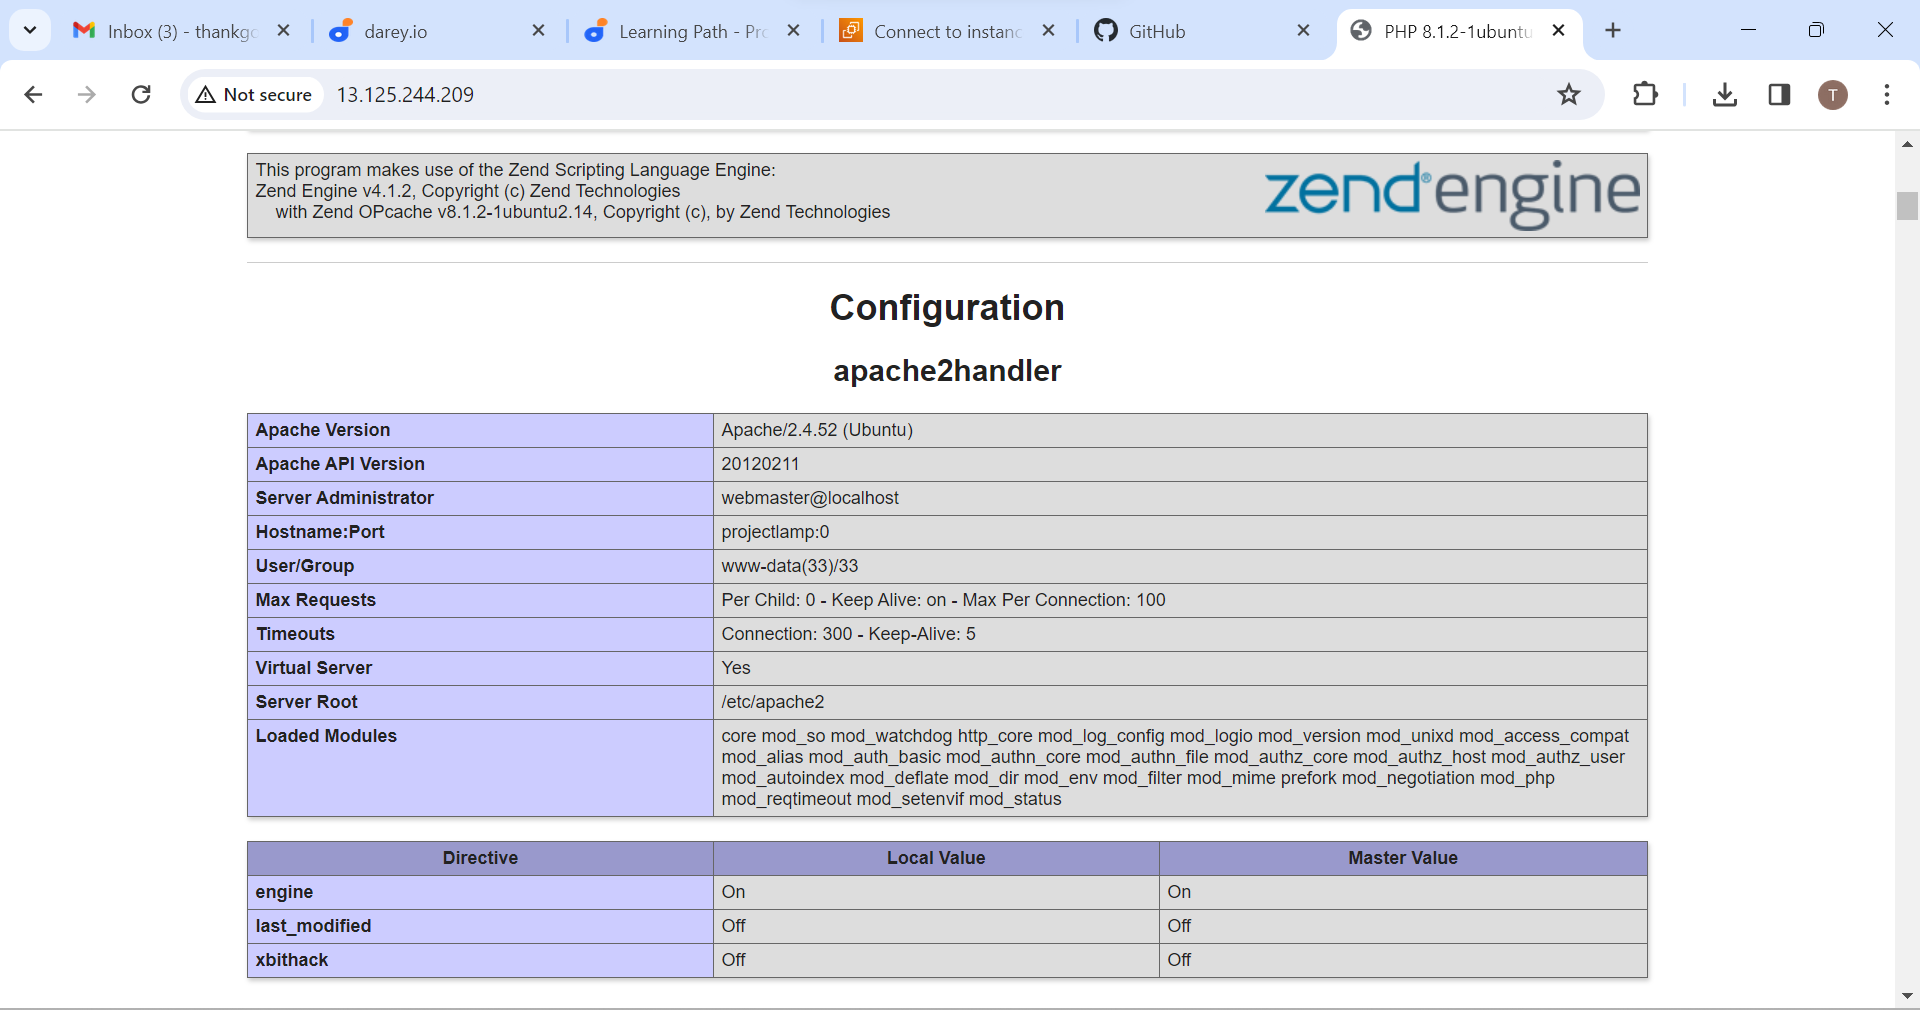 Inbox (3) - thankgo
darey.io
Learning Path - Pro
Connect to instanc
GitHub
PHP 8.1.2-1ubuntu
Not secure
13.125.244.209
T
This program makes use of the Zend Scripting Language Engine:
Zend Engine v4.1.2, Copyright (c) Zend Technologies
with Zend OPcache v8.1.2-1ubuntu2.14, Copyright (c), by Zend Technologies
zend® engine
Configuration
apache2handler
Apache Version Apache/2.4.52 (Ubuntu)
Apache API Version 20120211
Server Administrator webmaster@localhost
Hostname:Port projectlamp:0
User/Group www-data(33)/33
Max Requests Per Child: 0 - Keep Alive: on - Max Per Connection: 100
Timeouts Connection: 300 - Keep-Alive: 5
Virtual Server Yes
Server Root /etc/apache2
Loaded Modules core mod_so mod_watchdog http_core mod_log_config mod_logio mod_version mod_unixd mod_access_compat
mod_alias mod_auth_basic mod_authn_core mod_authn_file mod_authz_core mod_authz_host mod_authz_user
mod_autoindex mod_deflate mod_dir mod_env mod_filter mod_mime prefork mod_negotiation mod_php
mod_reqtimeout mod_setenvif mod_status
Directive Local Value Master Value
engine On On
last_modified Off Off
xbithack Off Off